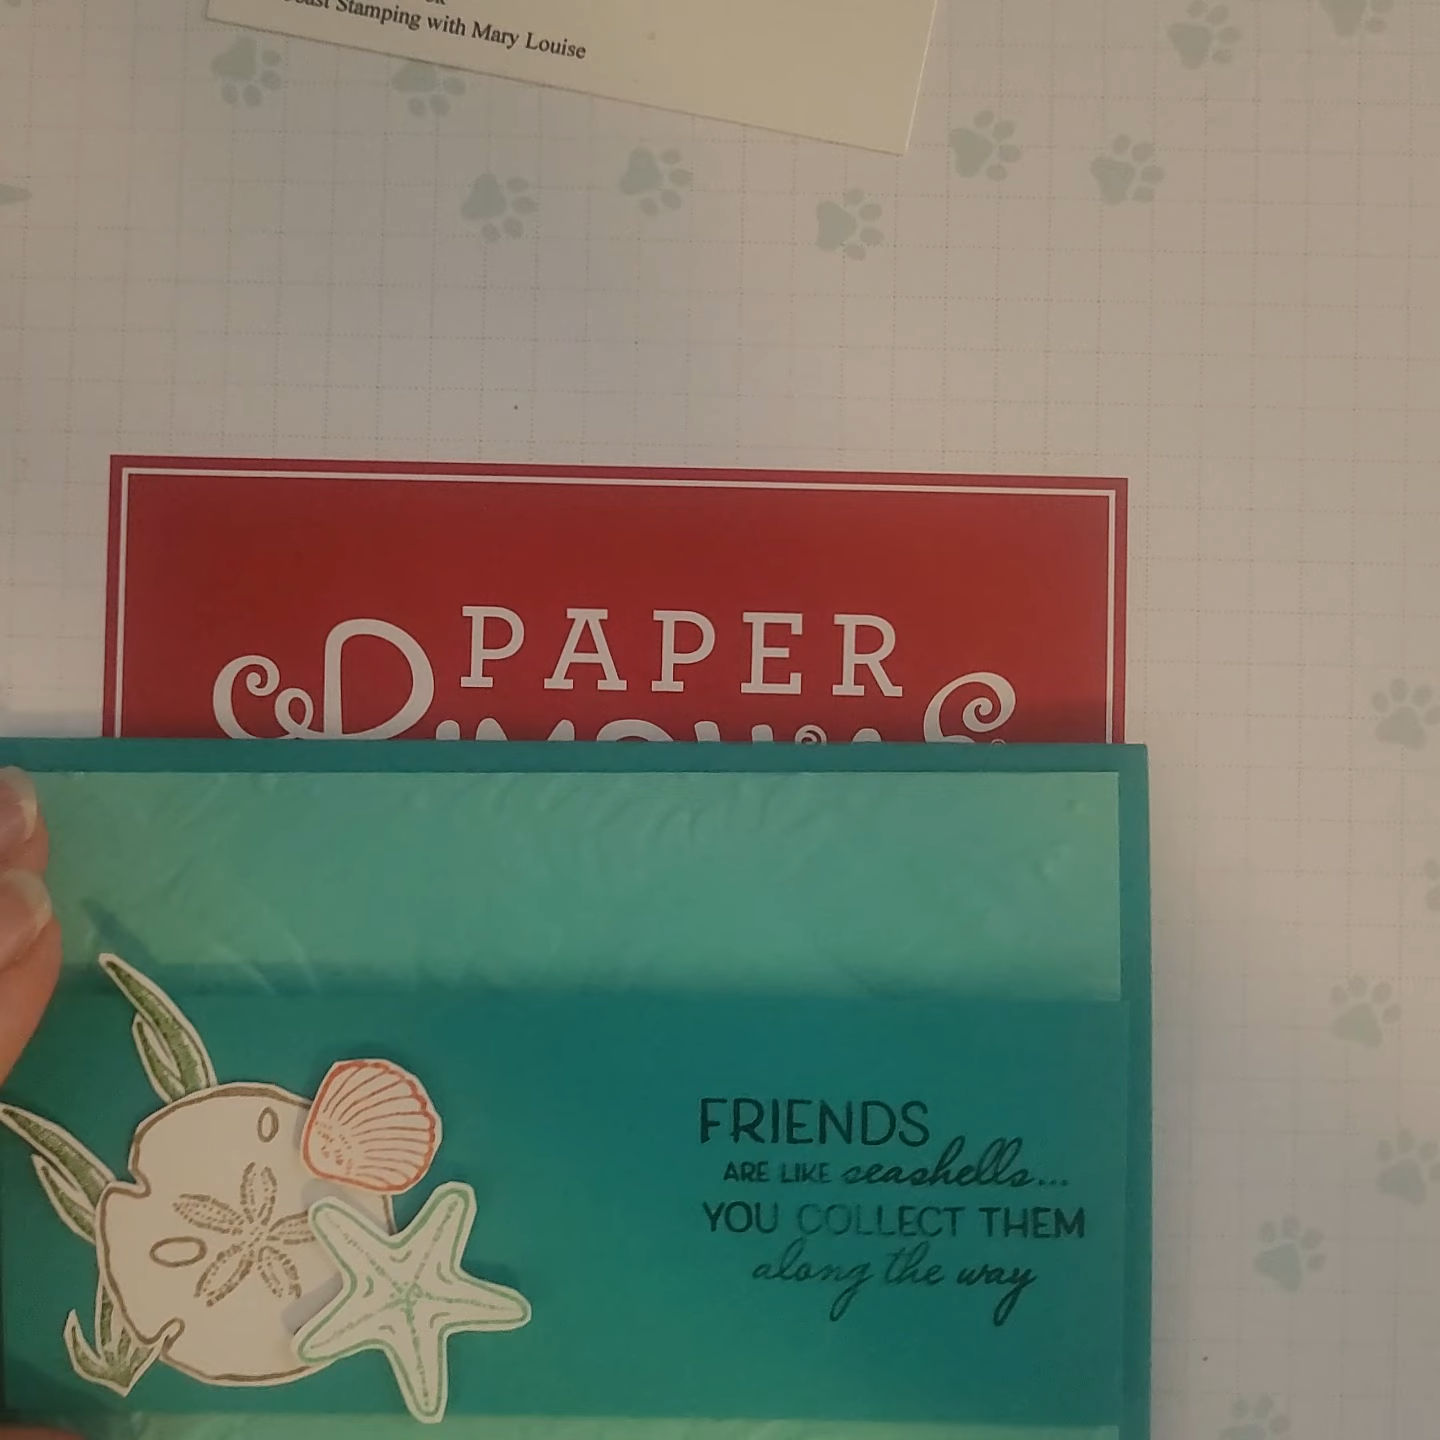 Stamping with Mary Louise
PAPER
FRIENDS
ARE LIKE seashells...
YOU COLLECT THEM
along the way